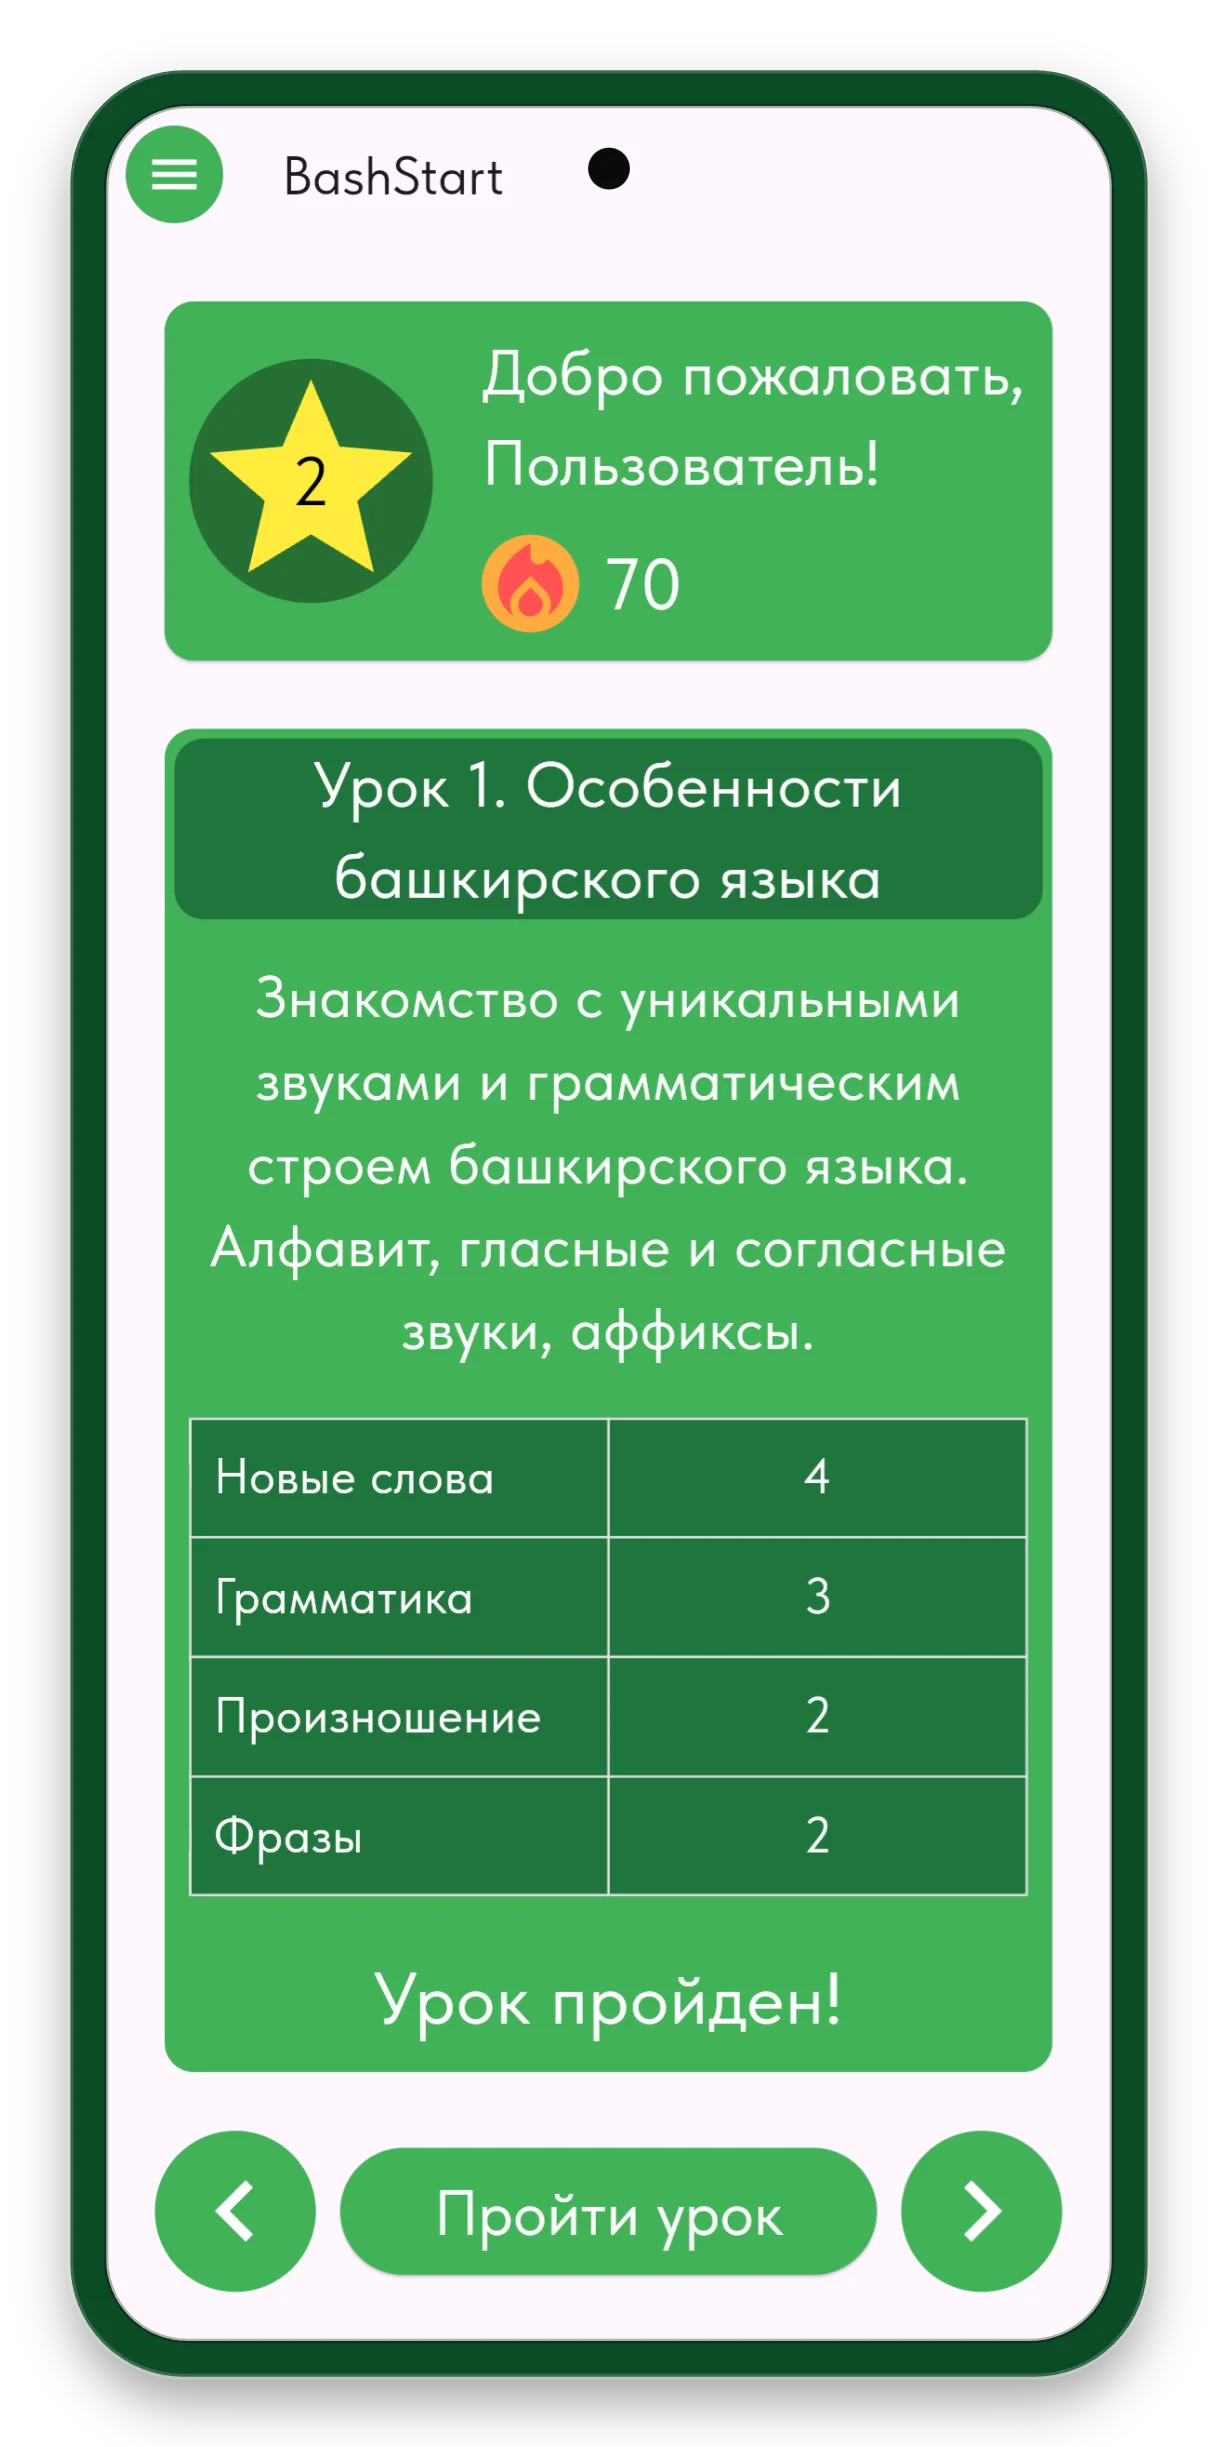 BashStart
2
Добро пожаловать,
Пользователь!
70
Урок 1. Особенности
башкирского языка
Знакомство с уникальными
звуками и грамматическим
строем башкирского языка.
Алфавит, гласные и согласные
звуки, аффиксы.
Новые слова 4
Грамматика 3
Произношение 2
Фразы 2
Урок пройден!
Пройти урок